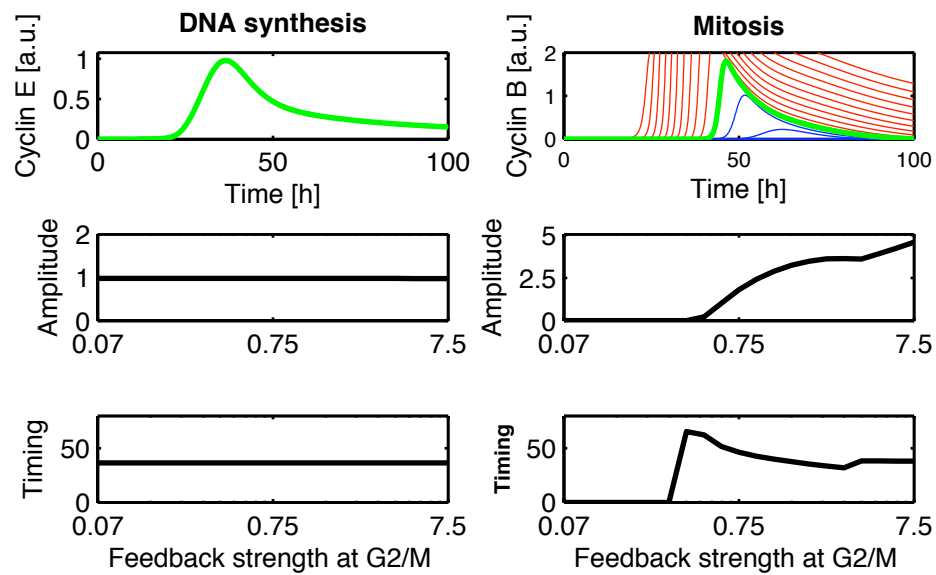 DNA synthesis
Cyclin E [a.u.]
1
0.5
0
0 50 100
Time [h]
Mitosis
Cyclin B [a.u.]
2
1
0
0 50 100
Time [h]
Amplitude
2
1
0
0.07 0.75 7.5
Amplitude
5
2.5
0
0.07 0.75 7.5
Timing
50
0
0.07 0.75 7.5
Feedback strength at G2/M
Timing
50
0
0.07 0.75 7.5
Feedback strength at G2/M